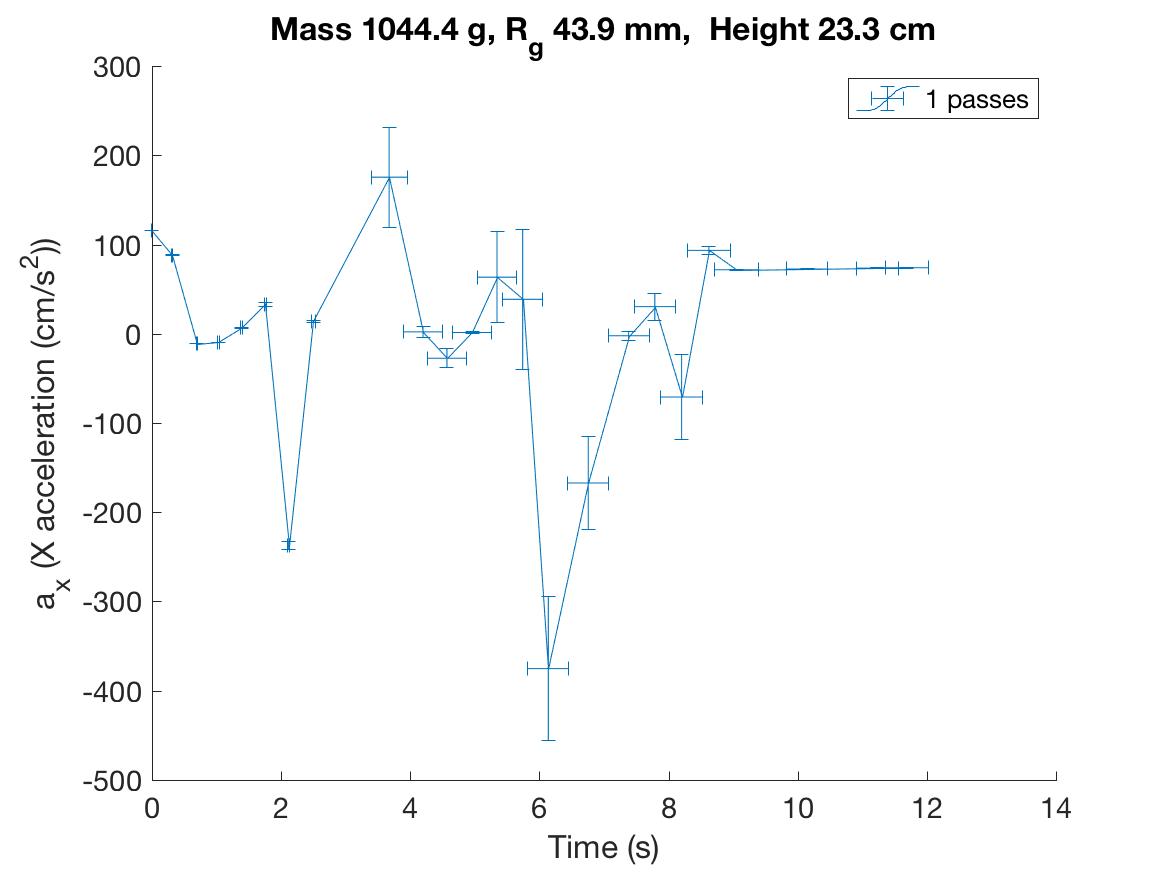 Mass 1044.4 g, Rg 43.9 mm,  Height 23.3 cm
1 passes
300
200
100
0
-100
-200
-300
-400
-500
ax (X acceleration (cm/s2))
0 2 4 6 8 10 12 14
Time (s)